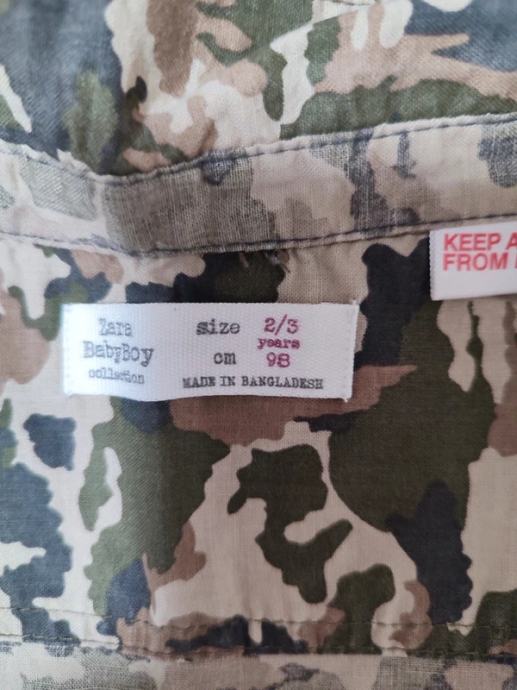 KEEP A
FROM
Zara
BabyBoy
collection
size 2/3
years
cm 98
MADE IN BANGLADESH